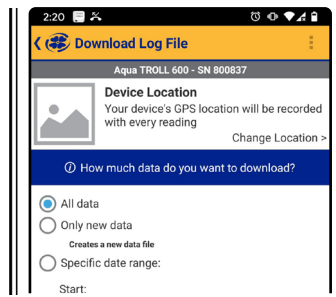 2:20
Download Log File
Aqua TROLL 600 - SN 800837
Device Location
Your device's GPS location will be recorded
with every reading
Change Location >
How much data do you want to download?
All data
Only new data
Creates a new data file
Specific date range:
Start: